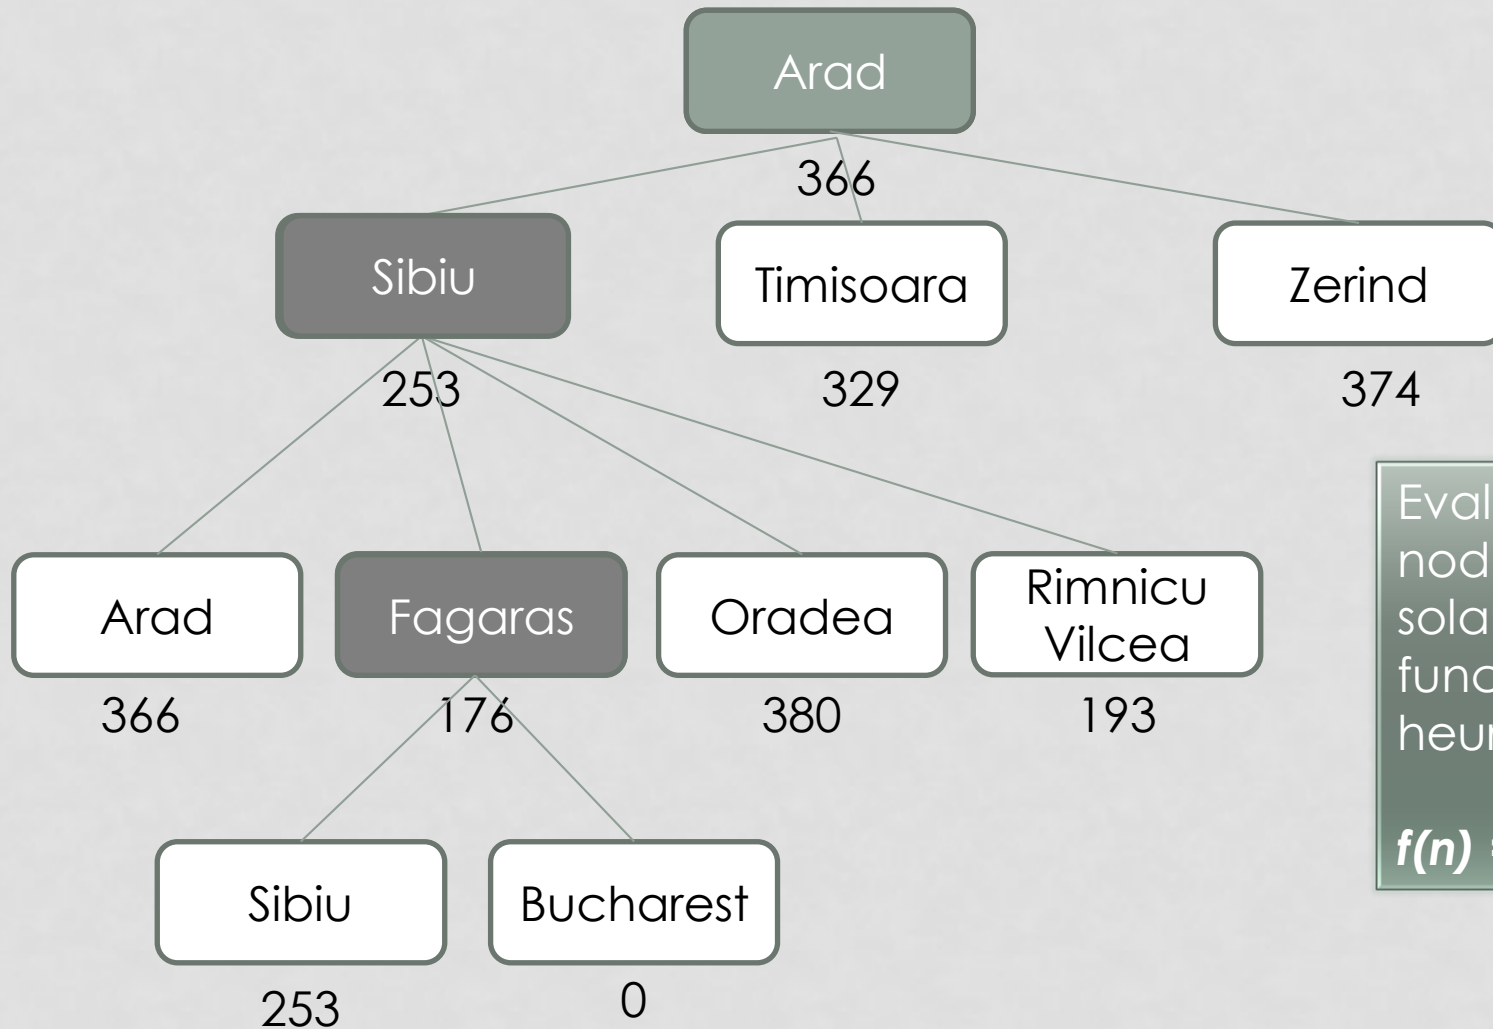 Arad
366
Sibiu
Timisoara
Zerind
253
329
374
Arad
Fagaras
Oradea
Rimnicu
Vilcea
366
176
380
193
Sibiu
Bucharest
253
0
f(n)